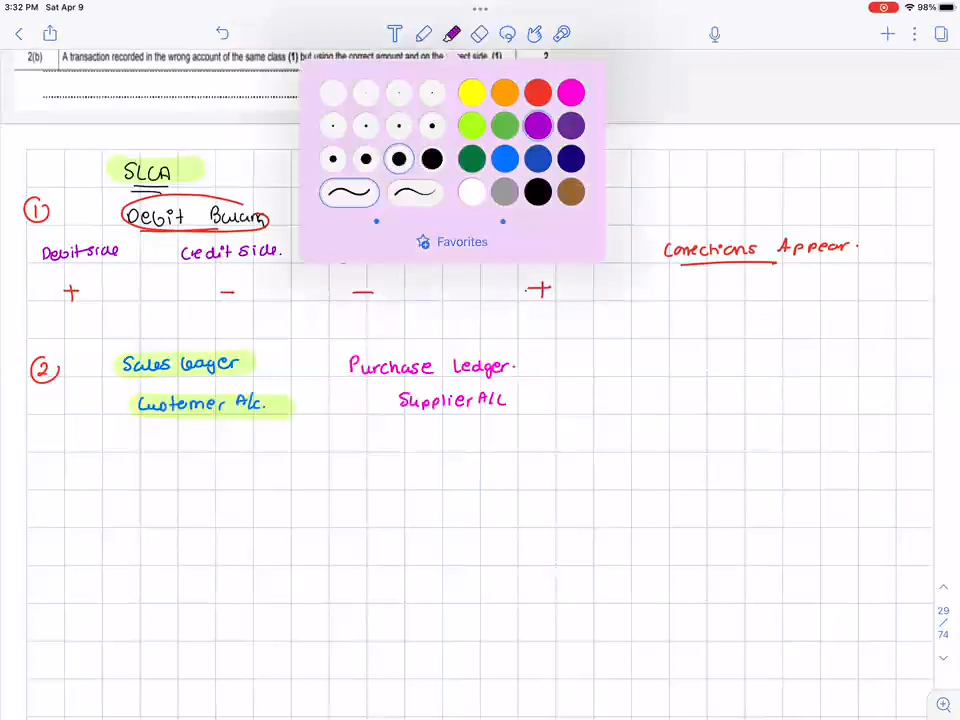 3:32 PM Sat Apr 9
98%
T
2(b) A transaction recorded in the wrong account of the same class (1) but using the correct amount and on the side. (1) 2
Favorites
SLCA
1
Debit Balance
Debit side Credit side. Corrections Appear.
+ - - +
2 Sales Leager Purchase Ledger.
Customer A/c. Supplier A/C
29
/
74